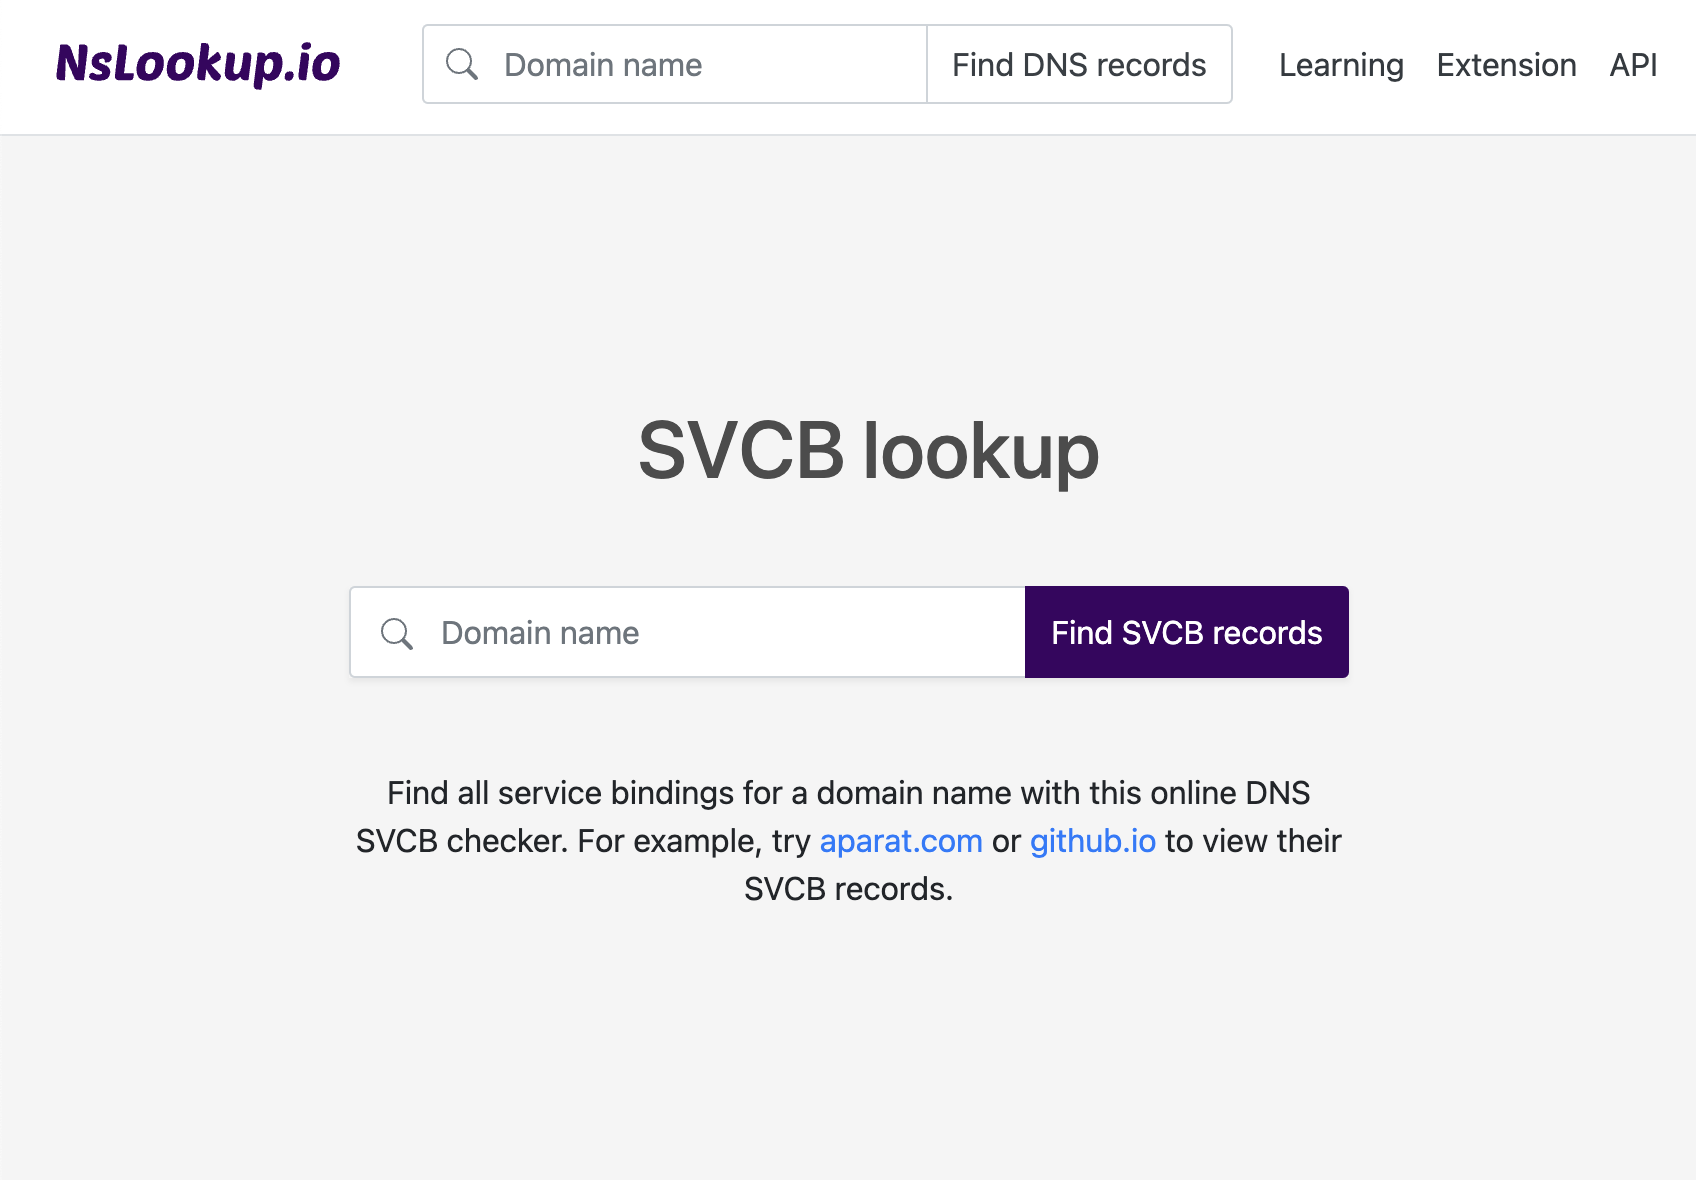 NsLookup.io
Domain name
Find DNS records
Learning
Extension
API
SVCB lookup
Domain name
Find SVCB records
Find all service bindings for a domain name with this online DNS
SVCB checker. For example, try aparat.com or github.io to view their
SVCB records.